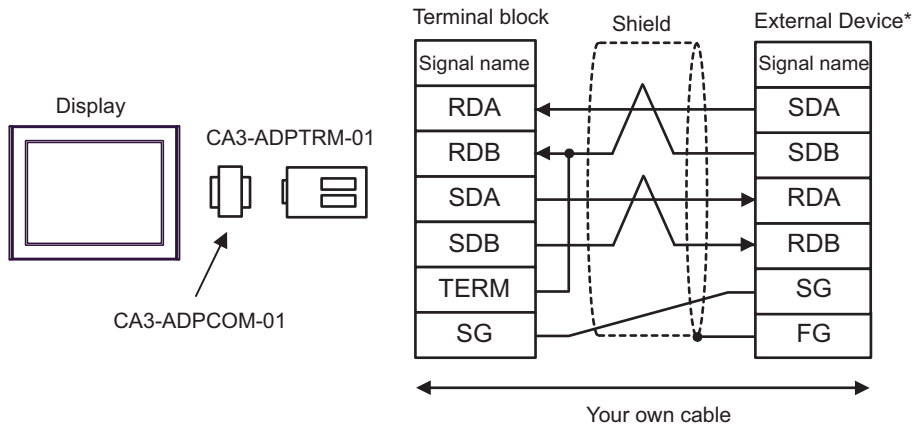 Terminal block
Shield
External Device*
Signal name
Signal name
Display
CA3-ADPTRM-01
CA3-ADPCOM-01
RDA
SDA
RDB
SDB
SDA
RDA
SDB
RDB
TERM
SG
SG
FG
Your own cable